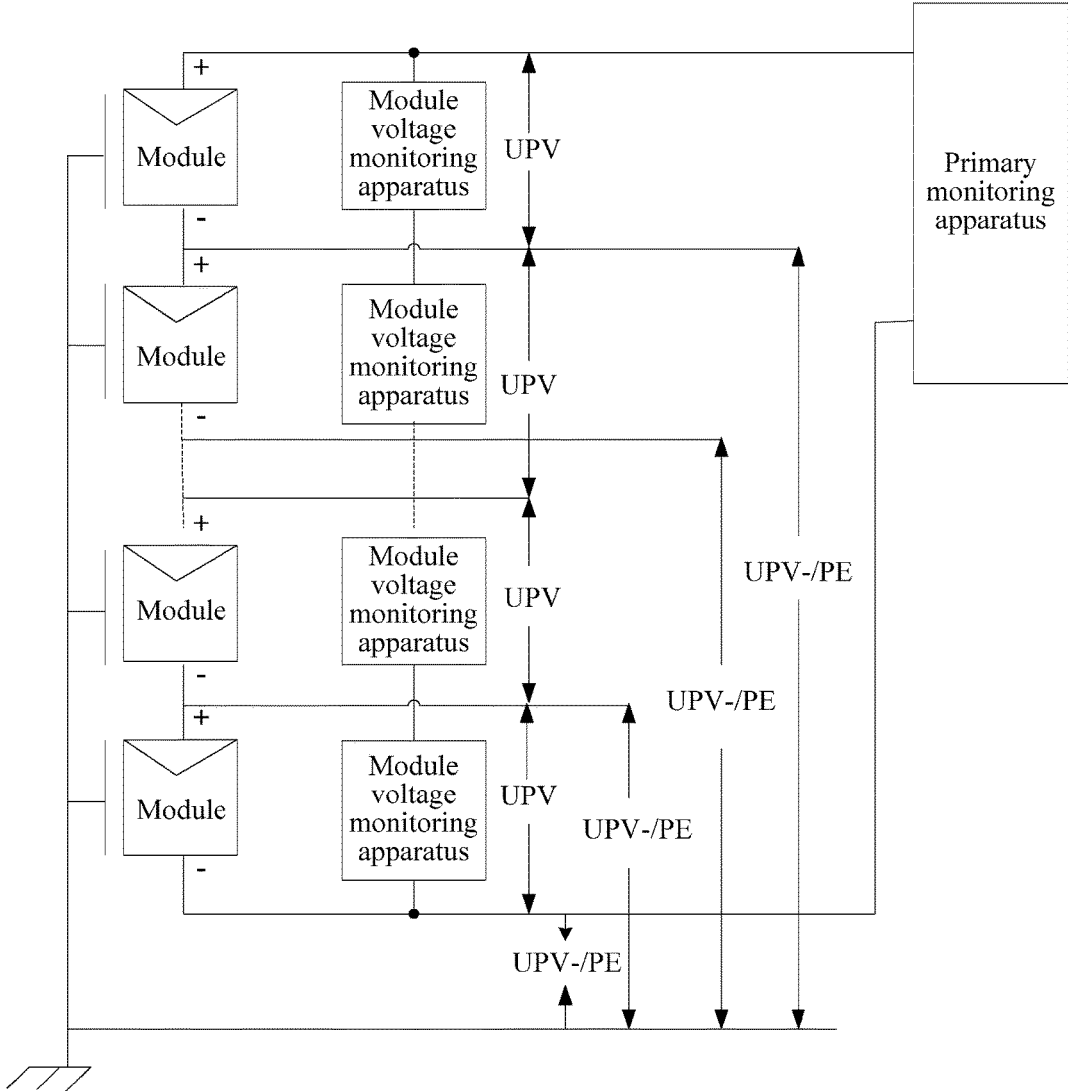 +
Module
-
Module
voltage
monitoring
apparatus
UPV
Primary
monitoring
apparatus
+
Module
-
Module
voltage
monitoring
apparatus
UPV
+
Module
-
Module
voltage
monitoring
apparatus
UPV
UPV-/PE
UPV-/PE
+
Module
-
Module
voltage
monitoring
apparatus
UPV
UPV-/PE
UPV-/PE